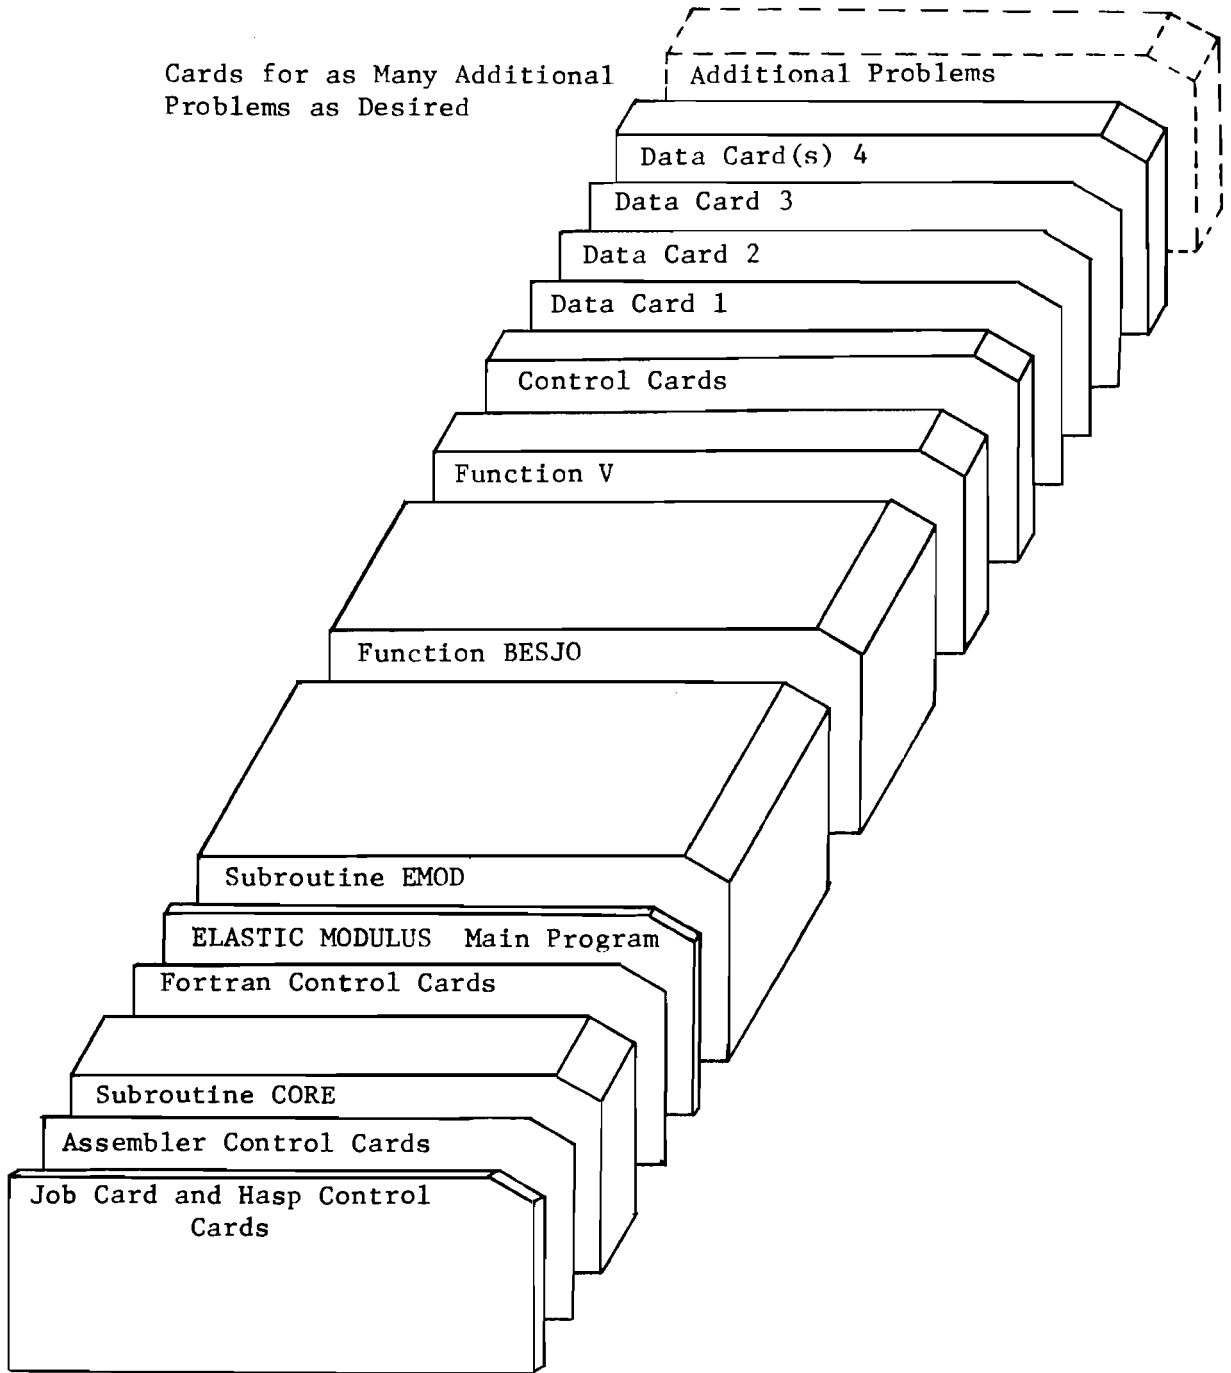 Cards for as Many Additional
Problems as Desired
Additional Problems
Data Card(s) 4
Data Card 3
Data Card 2
Data Card 1
Control Cards
Function V
Function BESJO
Subroutine EMOD
ELASTIC MODULUS Main Program
Fortran Control Cards
Subroutine CORE
Assembler Control Cards
Job Card and Hasp Control
Cards